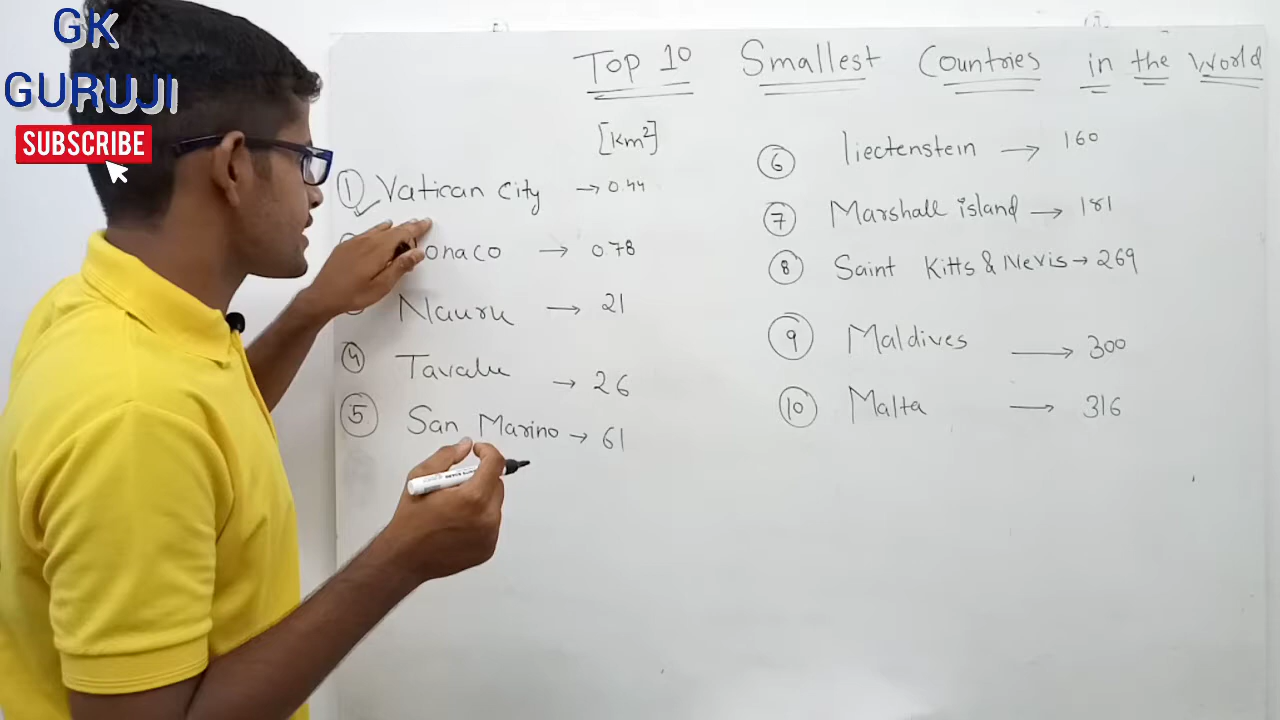 GK
GURUJI
SUBSCRIBE
Top 10 Smallest Countries in the World
[Km²]
① Vatican City → 0.44
onaco → 0.78
Nauru → 21
④ Tavalu → 26
⑤ San Marino → 61
⑥ liectenstein → 160
⑦ Marshall island → 181
⑧ Saint Kitts & Nevis → 269
⑨ Maldives → 300
⑩ Malta → 316